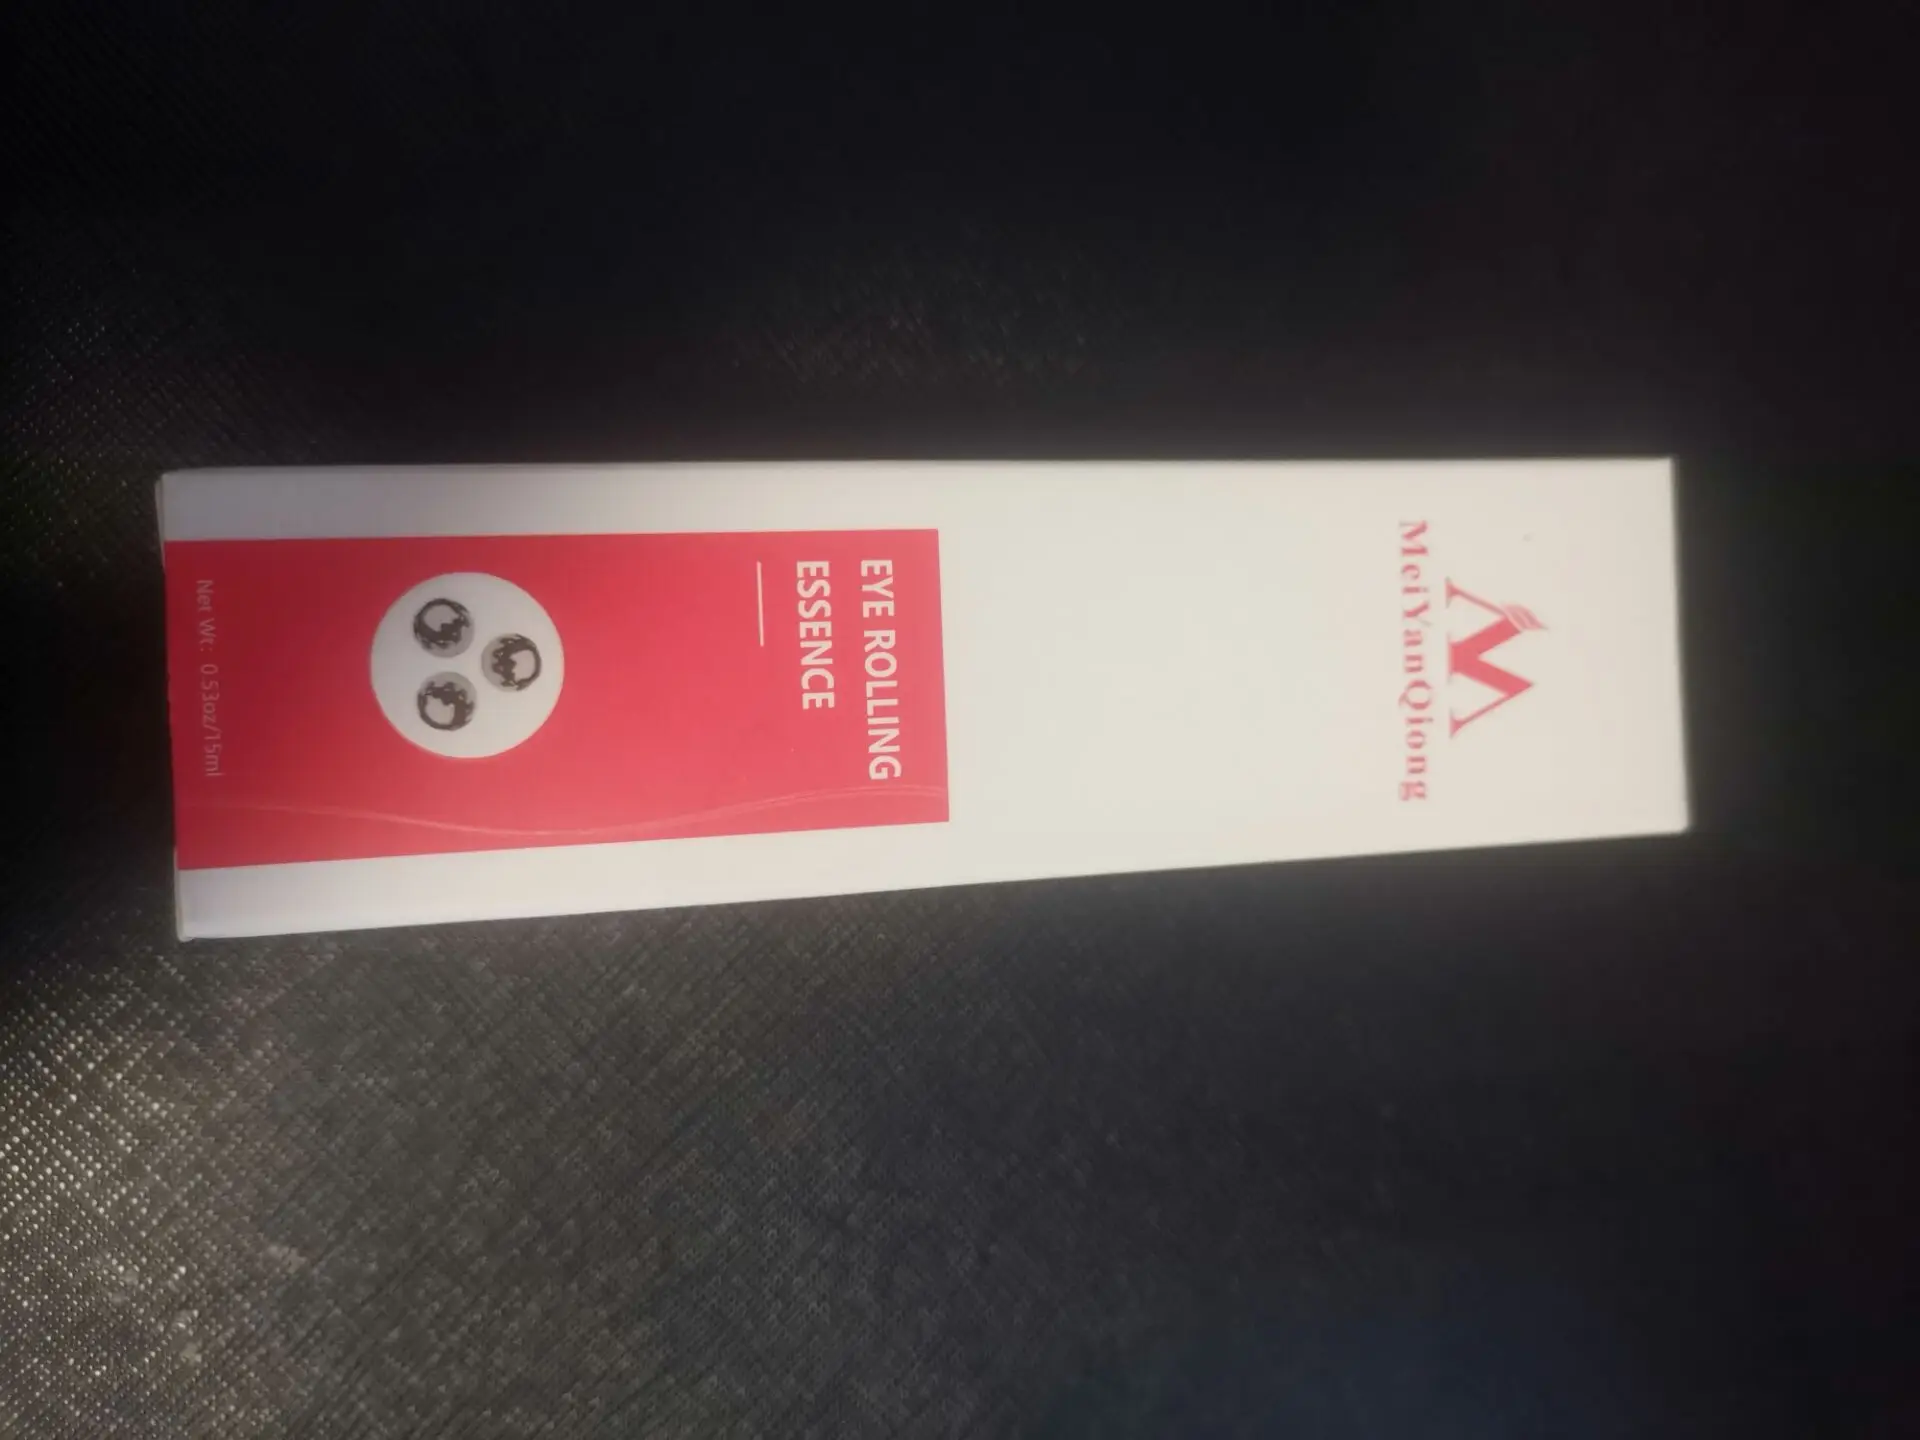 MeiYanQiong
EYE ROLLING
ESSENCE
Net Wt: 0.53oz/15ml